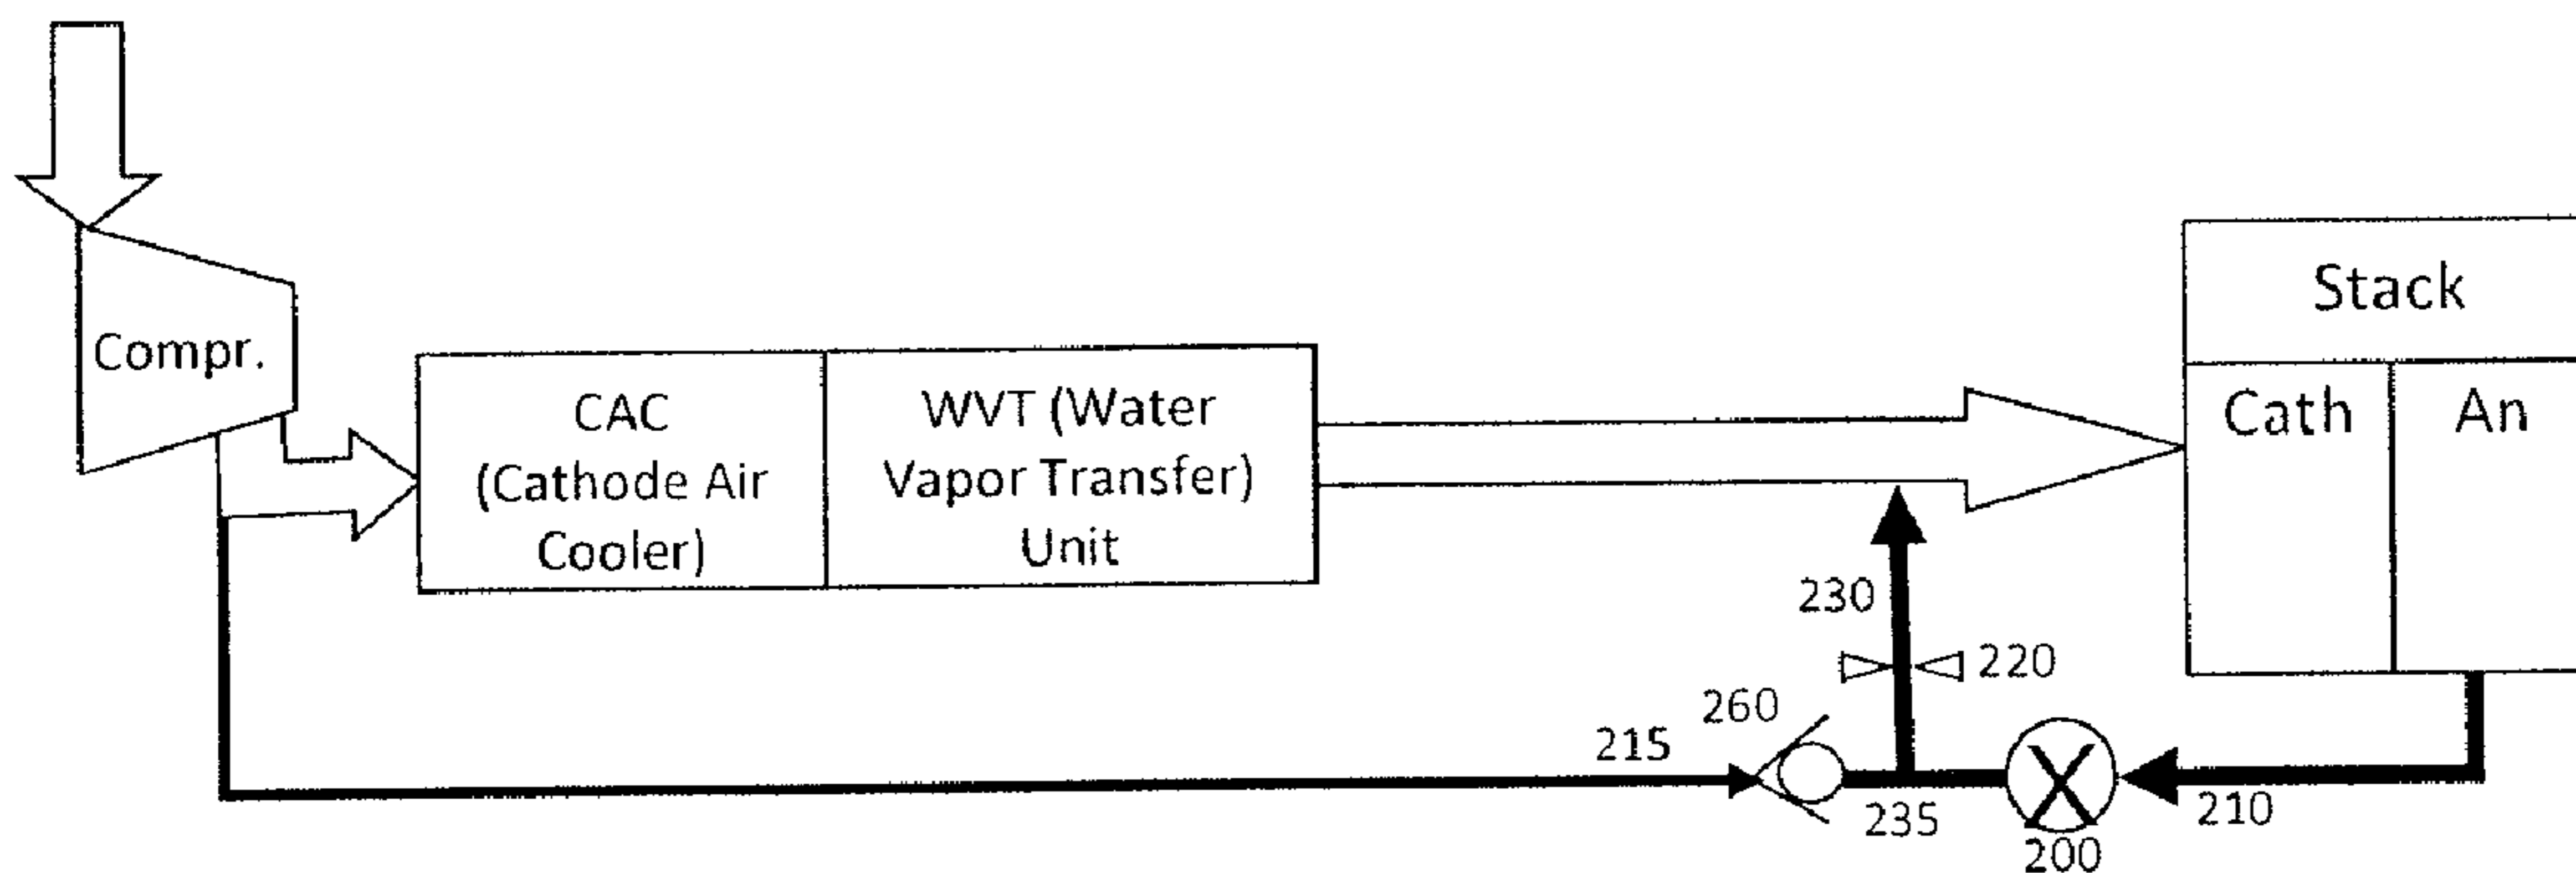 Stack
Compr.
CAC
(Cathode Air
Cooler)
WVT (Water
Vapor Transfer)
Unit
Cath
An
230
220
260
215
235
210
200